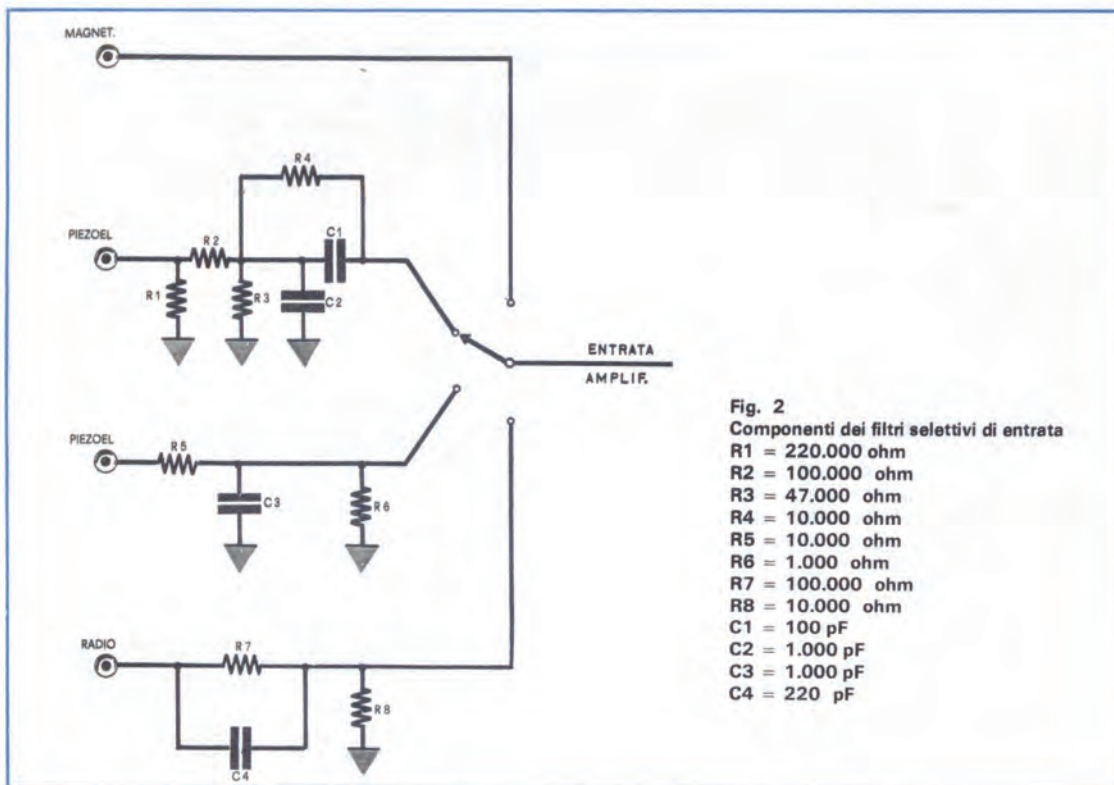 MAGNET.
R4
PIEZOEL
R2
C1
R1
R3
C2
ENTRATA
AMPLIF.
PIEZOEL
R5
C3
R6
RADIO
R7
R8
C4
Fig. 2
Componenti dei filtri selettivi di entrata
R1 = 220.000 ohm
R2 = 100.000 ohm
R3 = 47.000 ohm
R4 = 10.000 ohm
R5 = 10.000 ohm
R6 = 1.000 ohm
R7 = 100.000 ohm
R8 = 10.000 ohm
C1 = 100 pF
C2 = 1.000 pF
C3 = 1.000 pF
C4 = 220 pF